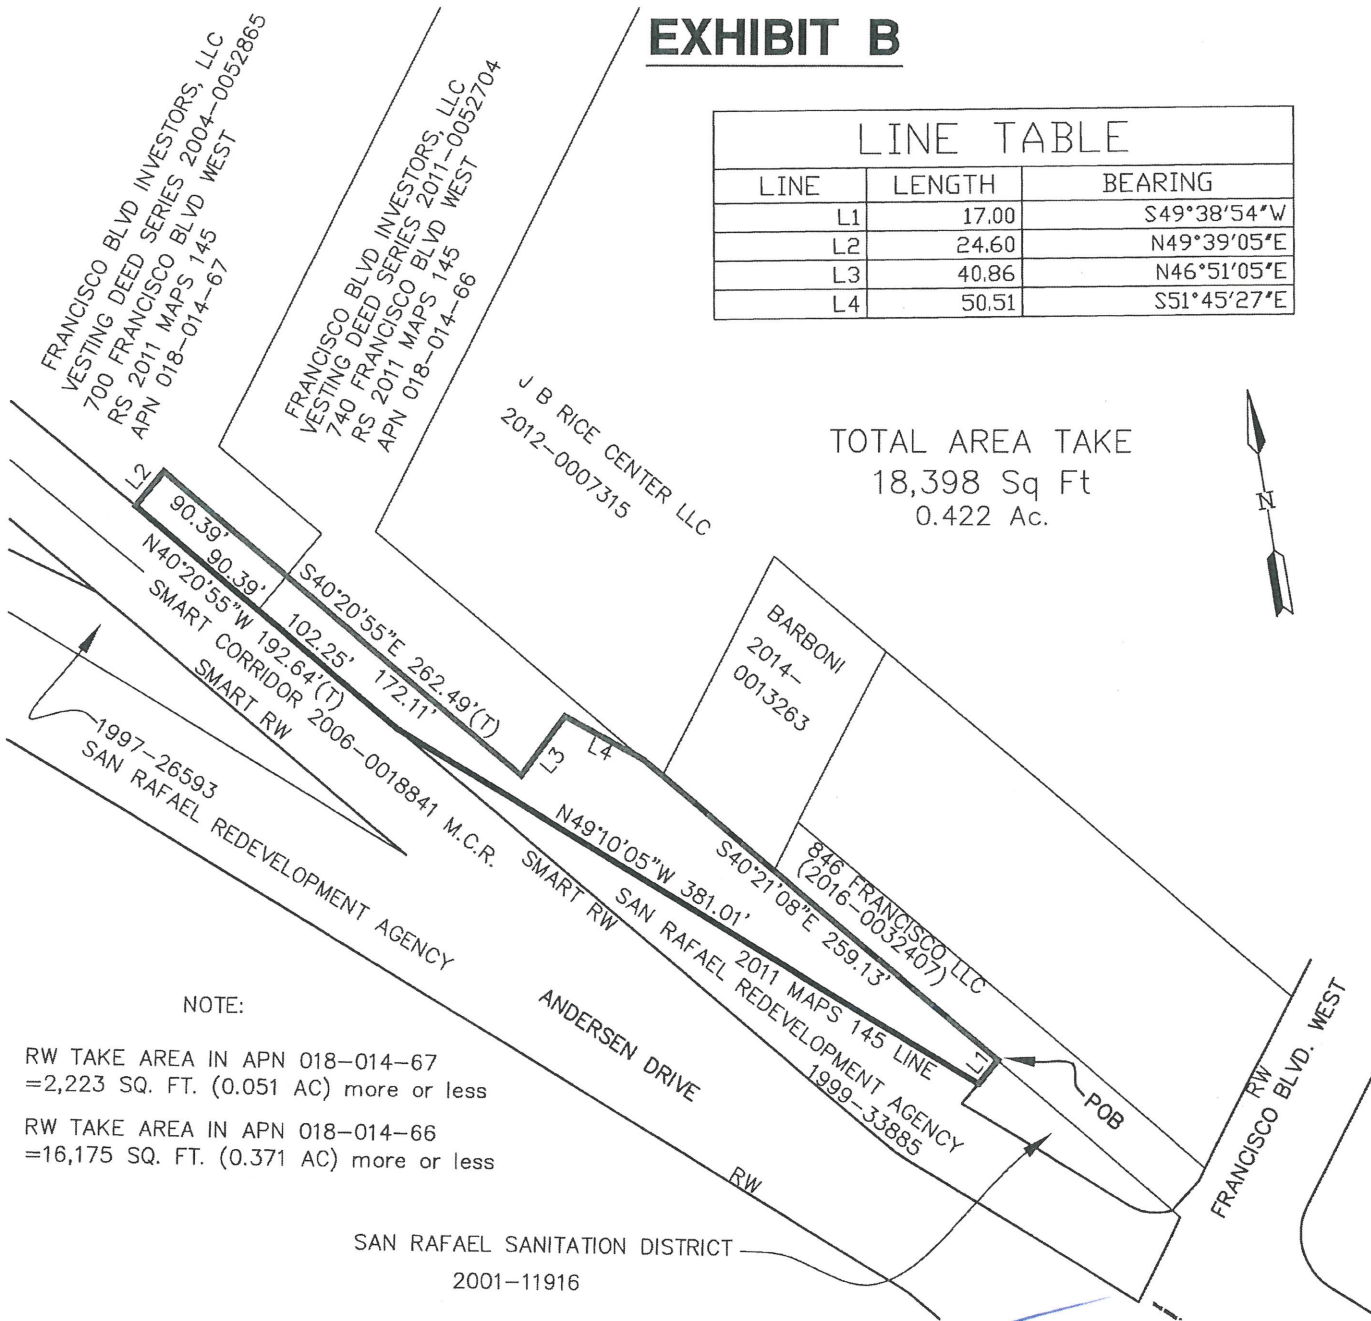 EXHIBIT B
LINE TABLE
LINE LENGTH BEARING
L1 17.00 S49°38'54"W
L2 24.60 N49°39'05"E
L3 40.86 N46°51'05"E
L4 50.51 S51°45'27"E
FRANCISCO BLVD INVESTORS, LLC
VESTING DEED SERIES 2004-0052865
700 FRANCISCO BLVD WEST
RS 2011 MAPS 145
APN 018-014-67
FRANCISCO BLVD INVESTORS, LLC
VESTING DEED SERIES 2011-0052704
740 FRANCISCO BLVD WEST
RS 2011 MAPS 145
APN 018-014-66
J B RICE CENTER LLC
2012-0007315
TOTAL AREA TAKE
18,398 Sq Ft
0.422 Ac.
N
BARBONI
2014-
0013263
L2
90.39'
90.39'
N40°20'55"W 192.64'(T)
S40°20'55"E 262.49'(T)
102.25'
172.11'
SMART CORRIDOR 2006-0018841 M.C.R.
SMART RW
L3
L4
N49°10'05"W 381.01'
S40°21'08"E 259.13'
846 FRANCISCO LLC
(2016-0032407)
2011 MAPS 145 LINE
SMART RW
SAN RAFAEL REDEVELOPMENT AGENCY
1999-33885
L1
POB
1997-26593
SAN RAFAEL REDEVELOPMENT AGENCY
ANDERSEN DRIVE
RW
RW
FRANCISCO BLVD. WEST
NOTE:
RW TAKE AREA IN APN 018-014-67
=2,223 SQ. FT. (0.051 AC) more or less
RW TAKE AREA IN APN 018-014-66
=16,175 SQ. FT. (0.371 AC) more or less
SAN RAFAEL SANITATION DISTRICT
2001-11916